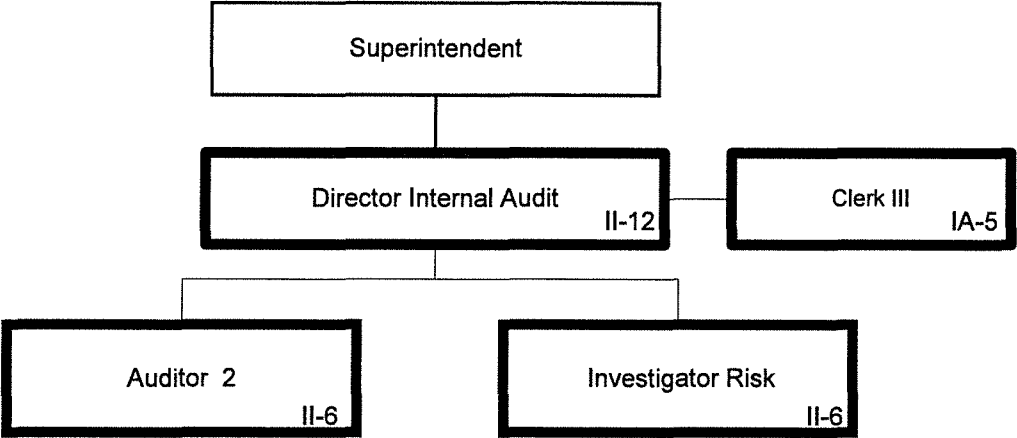 Superintendent
Director Internal Audit
II-12
Clerk III
IA-5
Auditor 2
II-6
Investigator Risk
II-6